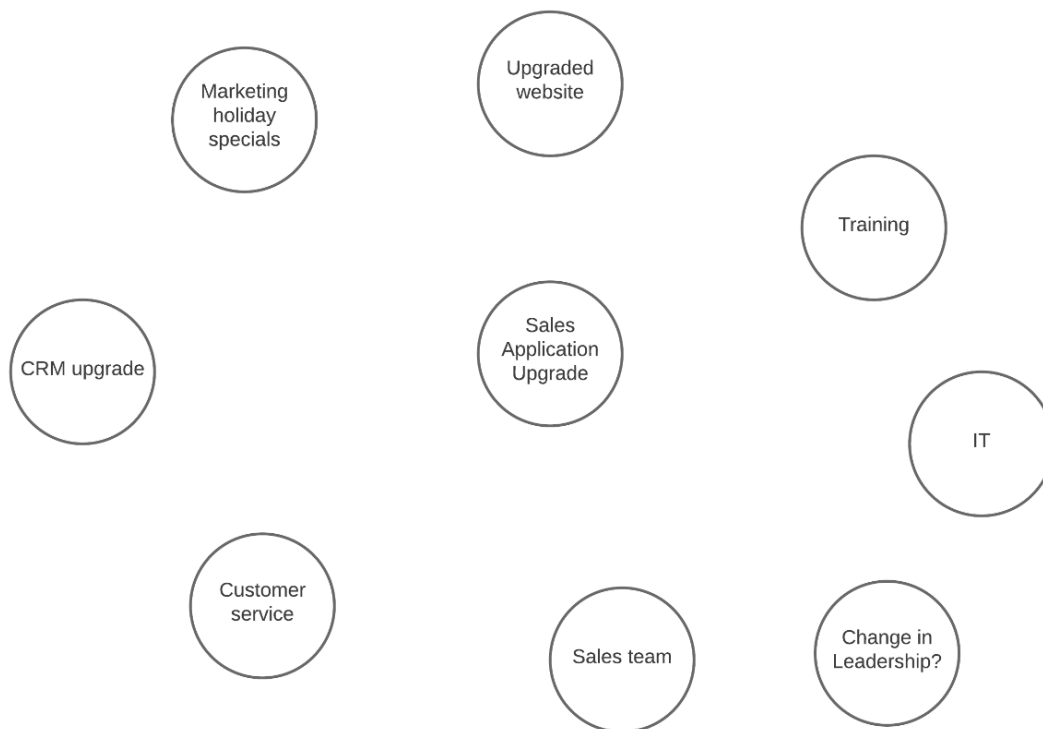 Upgraded
website
Marketing
holiday
specials
Training
Sales
Application
Upgrade
CRM upgrade
IT
Customer
service
Sales team
Change in
Leadership?